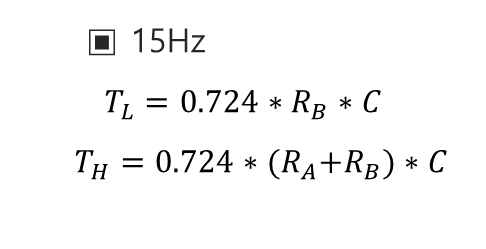 ▣ 15Hz
T_L = 0.724 * R_B * C
T_H = 0.724 * (R_A+R_B) * C